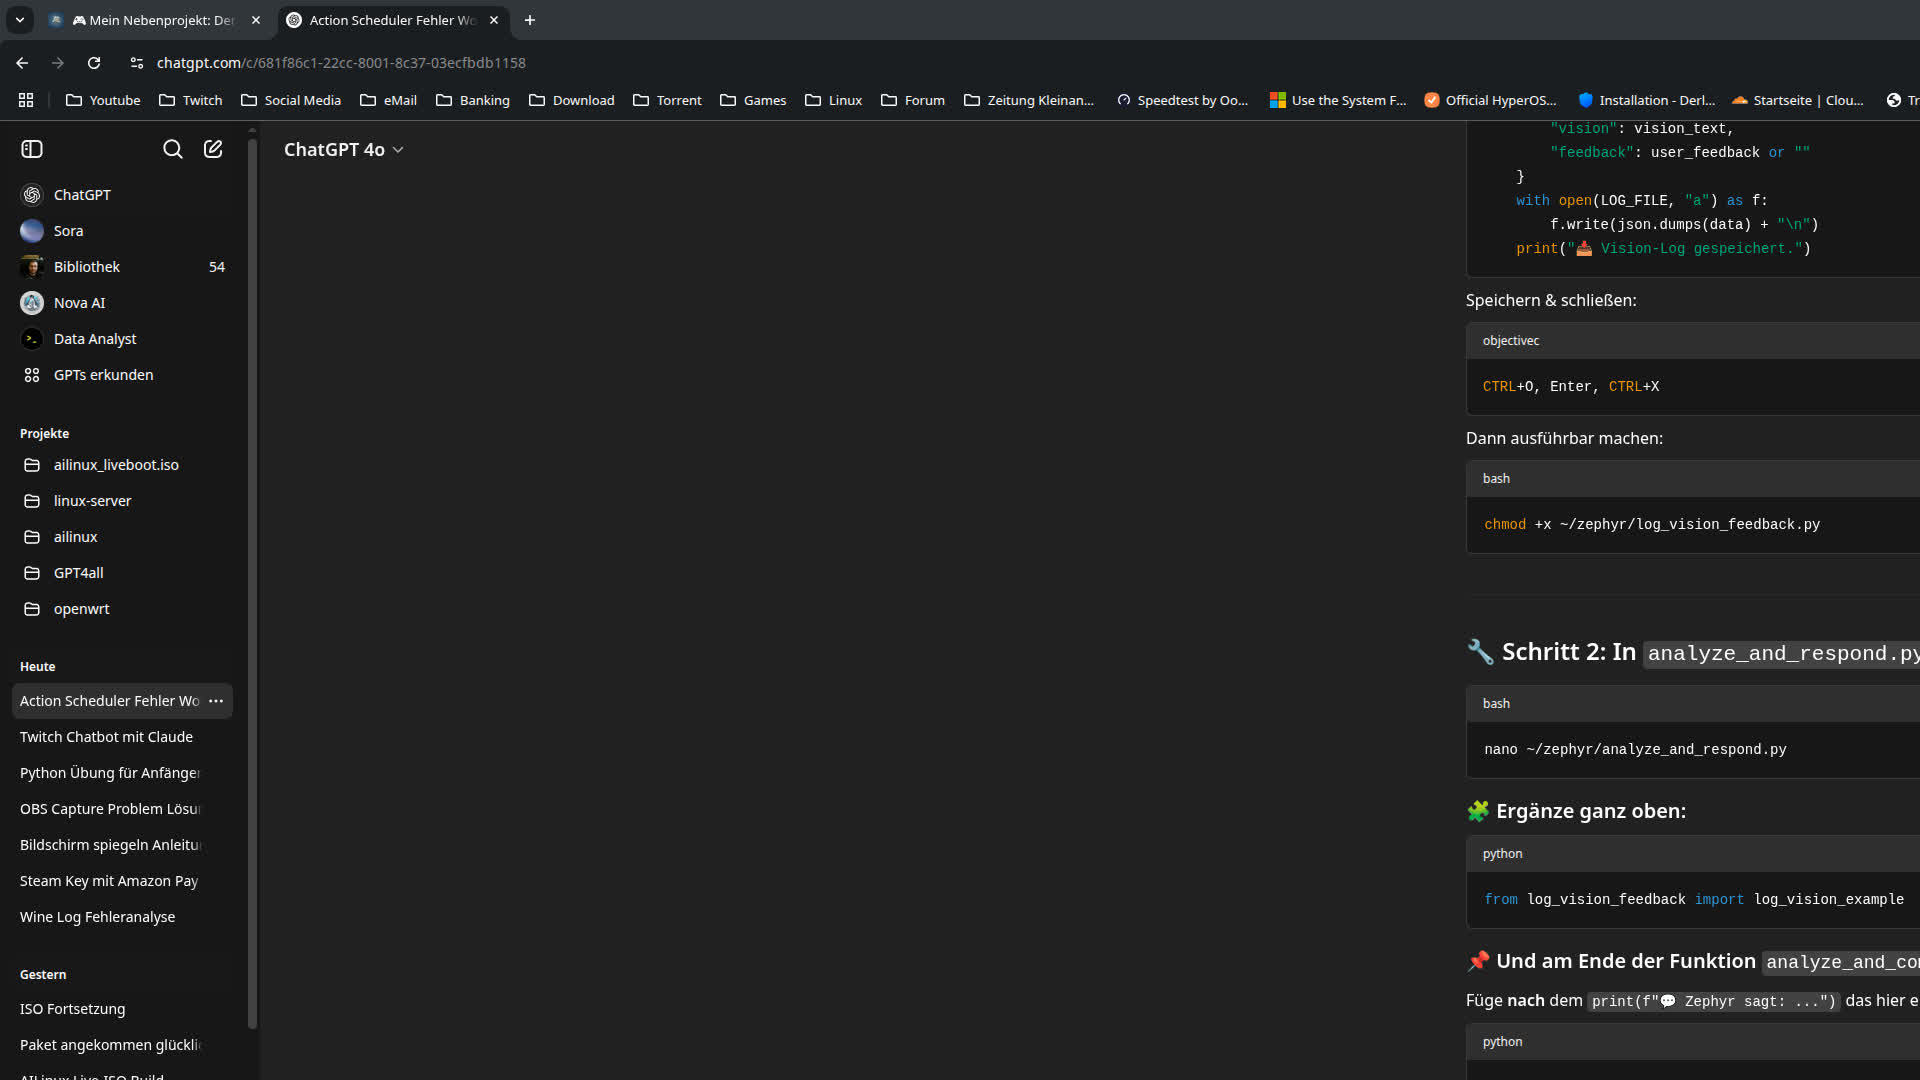 🎮 Mein Nebenprojekt: De
Action Scheduler Fehler Wo
chatgpt.com/c/681f86c1-22cc-8001-8c37-03ecfbdb1158
Youtube
Twitch
Social Media
eMail
Banking
Download
Torrent
Games
Linux
Forum
Zeitung Kleinan...
Speedtest by Oo...
Use the System F...
Official HyperOS...
Installation - Derl...
Startseite | Clou...
Tr
ChatGPT
Sora
Bibliothek 54
Nova AI
Data Analyst
GPTs erkunden
Projekte
ailinux_liveboot.iso
linux-server
ailinux
GPT4all
openwrt
Heute
Action Scheduler Fehler Wo
Twitch Chatbot mit Claude
Python Übung für Anfänger
OBS Capture Problem Lösu
Bildschirm spiegeln Anleitu
Steam Key mit Amazon Pay
Wine Log Fehleranalyse
Gestern
ISO Fortsetzung
Paket angekommen glückli
AILinux Live ISO Build
ChatGPT 4o
"vision": vision_text,
"feedback": user_feedback or ""
}
with open(LOG_FILE, "a") as f:
f.write(json.dumps(data) + "\n")
print("📥 Vision-Log gespeichert.")
Speichern & schließen:
objectivec
CTRL+O, Enter, CTRL+X
Dann ausführbar machen:
bash
chmod +x ~/zephyr/log_vision_feedback.py
🔧 Schritt 2: In analyze_and_respond.py
bash
nano ~/zephyr/analyze_and_respond.py
🧩 Ergänze ganz oben:
python
from log_vision_feedback import log_vision_example
📌 Und am Ende der Funktion analyze_and_co
Füge nach dem print(f"💬 Zephyr sagt: ...") das hier e
python